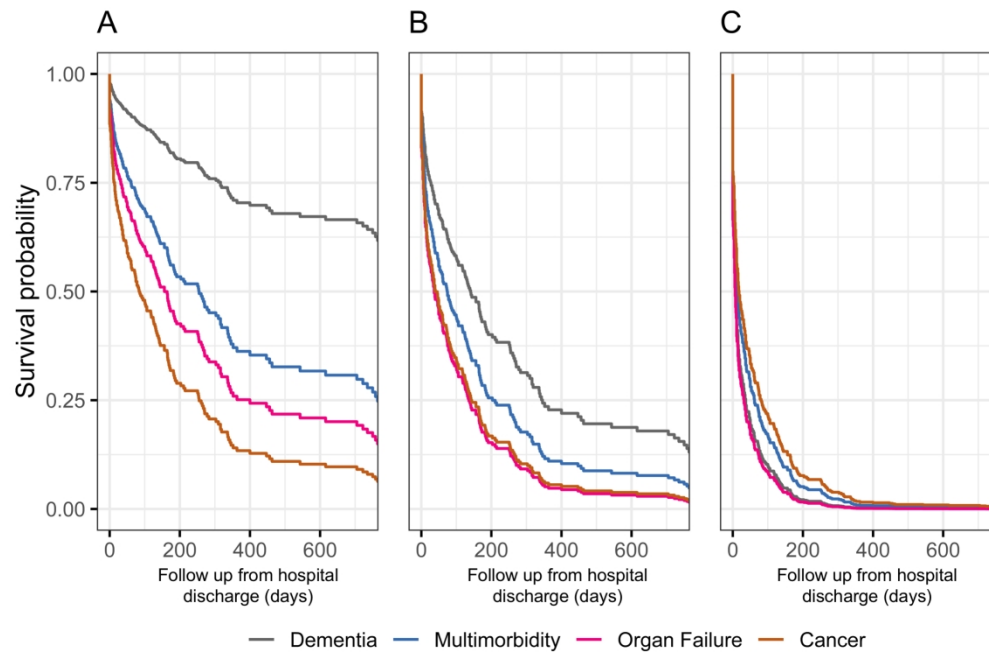 A B C
Survival probability
1.00
0.75
0.50
0.25
0.00
0 200 400 600 0 200 400 600 0 200 400 600
Follow up from hospital Follow up from hospital Follow up from hospital
discharge (days) discharge (days) discharge (days)
Dementia Multimorbidity Organ Failure Cancer